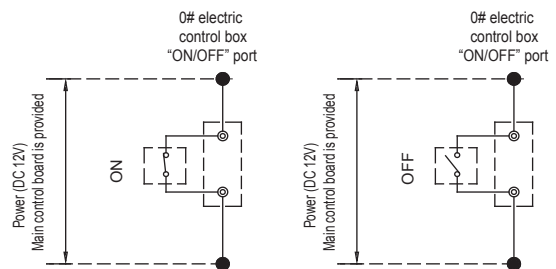 0# electric
control box
“ON/OFF” port
Power (DC 12V)
Main control board is provided
ON
0# electric
control box
“ON/OFF” port
Power (DC 12V)
Main control board is provided
OFF